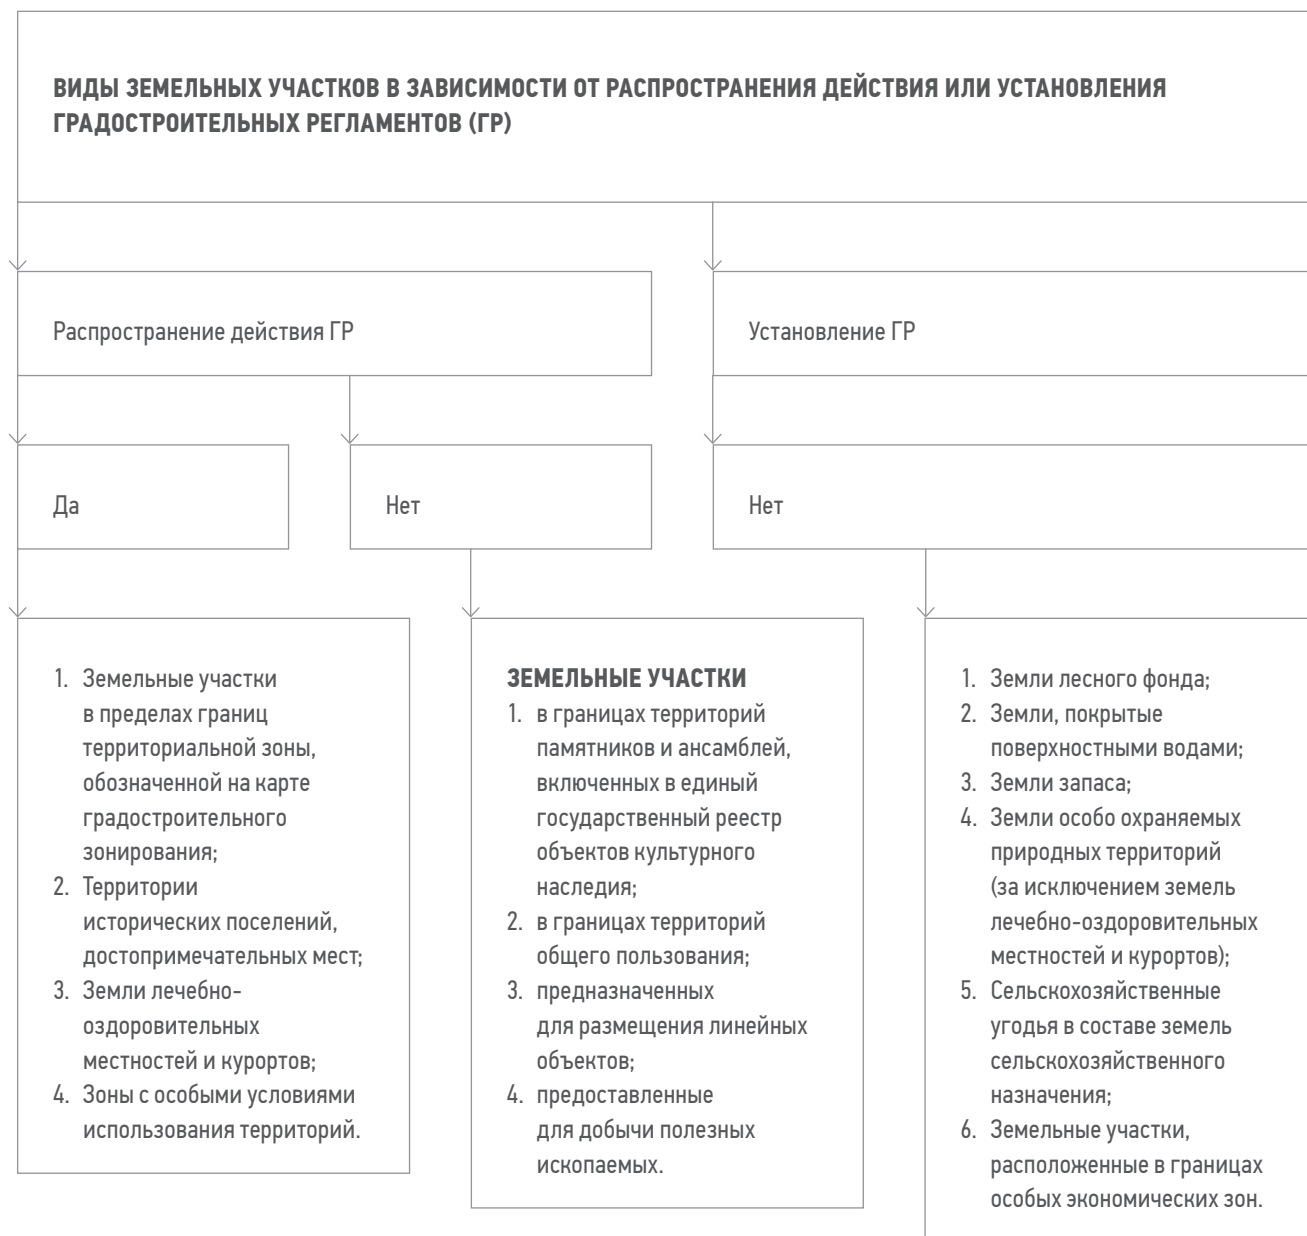 ВИДЫ ЗЕМЕЛЬНЫХ УЧАСТКОВ В ЗАВИСИМОСТИ ОТ РАСПРОСТРАНЕНИЯ ДЕЙСТВИЯ ИЛИ УСТАНОВЛЕНИЯ
ГРАДОСТРОИТЕЛЬНЫХ РЕГЛАМЕНТОВ (ГР)
Распространение действия ГР
Установление ГР
Да
Нет
Нет
1. Земельные участки
в пределах границ
территориальной зоны,
обозначенной на карте
градостроительного
зонирования;
2. Территории
исторических поселений,
достопримечательных мест;
3. Земли лечебно-
оздоровительных
местностей и курортов;
4. Зоны с особыми условиями
использования территорий.
ЗЕМЕЛЬНЫЕ УЧАСТКИ
1. в границах территорий
памятников и ансамблей,
включенных в единый
государственный реестр
объектов культурного
наследия;
2. в границах территорий
общего пользования;
3. предназначенных
для размещения линейных
объектов;
4. предоставленные
для добычи полезных
ископаемых.
1. Земли лесного фонда;
2. Земли, покрытые
поверхностными водами;
3. Земли запаса;
4. Земли особо охраняемых
природных территорий
(за исключением земель
лечебно-оздоровительных
местностей и курортов);
5. Сельскохозяйственные
угодья в составе земель
сельскохозяйственного
назначения;
6. Земельные участки,
расположенные в границах
особых экономических зон.